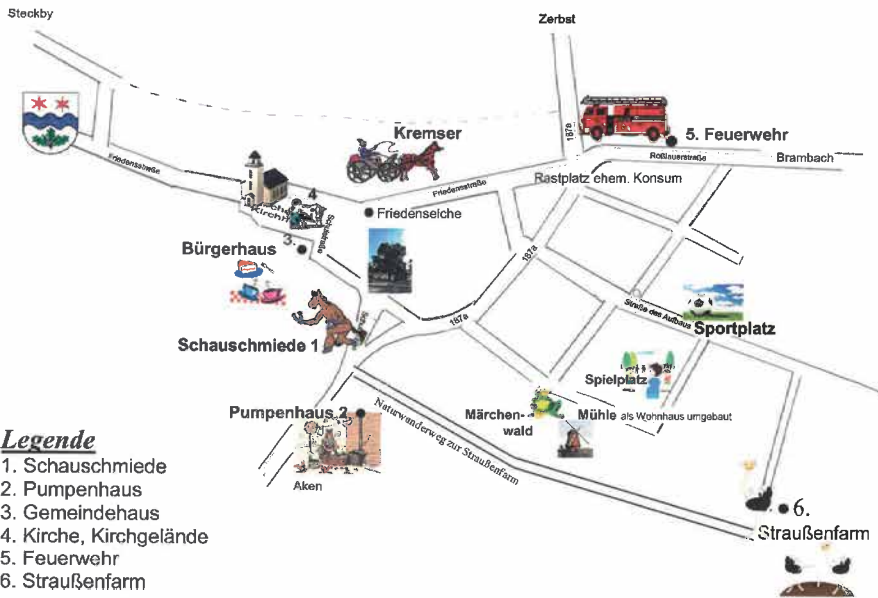 Steckby
Zerbst
187a
5. Feuerwehr
Kremser
Roßlauerstraße
Brambach
Friedensstraße
Friedensstraße
Rastplatz ehem. Konsum
4
Friedenseiche
Schulstraße
3.
Bürgerhaus
187a
Straße des Aufbaus
Sportplatz
187a
Schauschmiede 1
Spielplatz
Pumpenhaus 2
Märchen-
wald
Mühle als Wohnhaus umgebaut
Naturwanderweg zur Straußenfarm
Aken
6.
Straußenfarm
Legende
1. Schauschmiede
2. Pumpenhaus
3. Gemeindehaus
4. Kirche, Kirchgelände
5. Feuerwehr
6. Straußenfarm